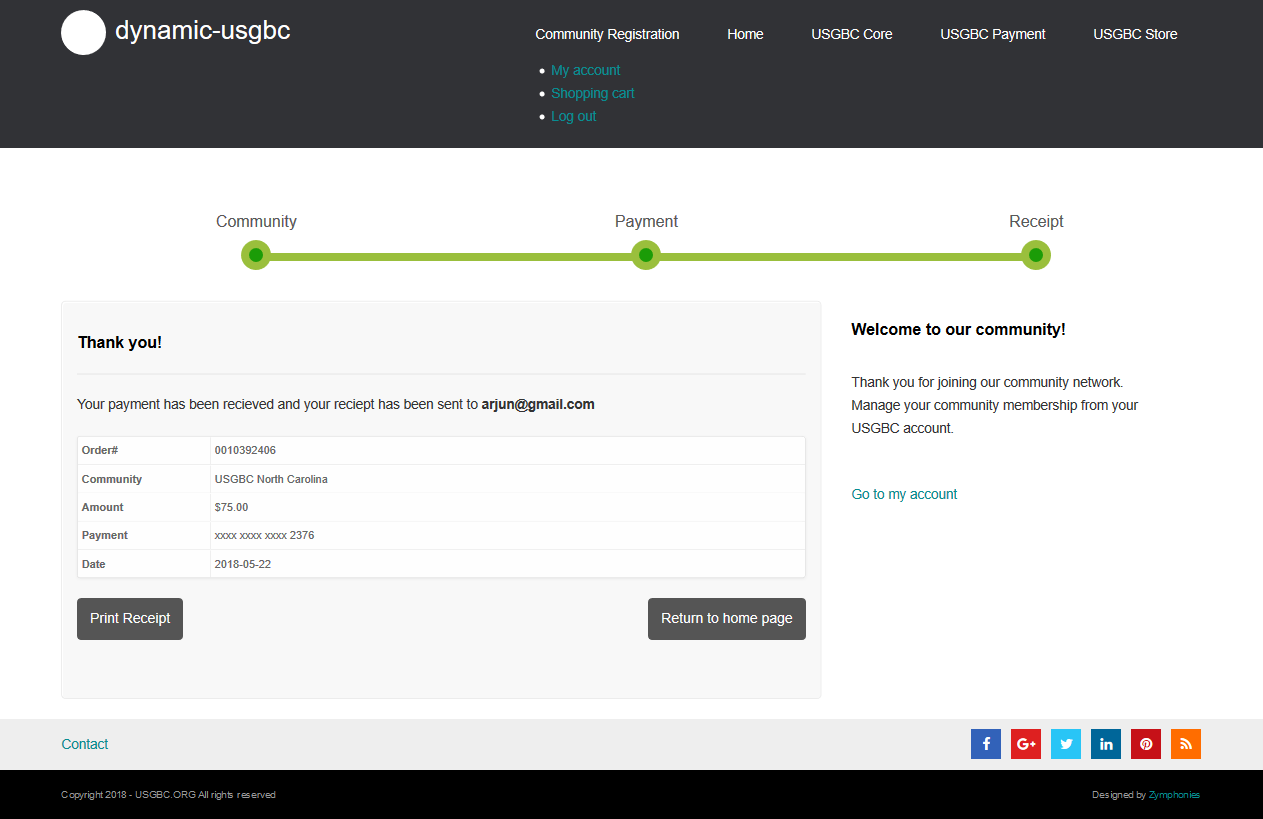 dynamic-usgbc
Community Registration Home USGBC Core USGBC Payment USGBC Store
My account
Shopping cart
Log out
Community Payment Receipt
Thank you!
Your payment has been recieved and your reciept has been sent to arjun@gmail.com
Order# 0010392406
Community USGBC North Carolina
Amount $75.00
Payment xxxx xxxx xxxx 2376
Date 2018-05-22
Print Receipt Return to home page
Welcome to our community!
Thank you for joining our community network.
Manage your community membership from your
USGBC account.
Go to my account
Contact
f G+ in
Copyright 2018 - USGBC.ORG All rights reserved Designed by Zymphonies